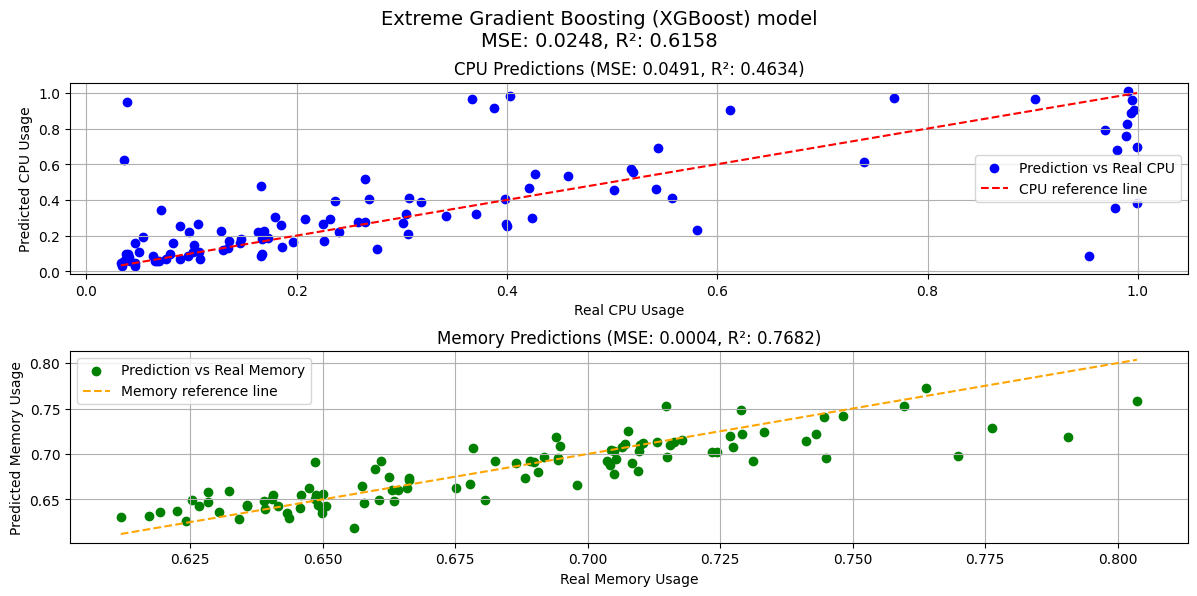 Extreme Gradient Boosting (XGBoost) model
MSE: 0.0248, R²: 0.6158
CPU Predictions (MSE: 0.0491, R²: 0.4634)
Predicted CPU Usage
1.0
0.8
0.6
0.4
0.2
0.0
Prediction vs Real CPU
CPU reference line
0.0 0.2 0.4 0.6 0.8 1.0
Real CPU Usage
Memory Predictions (MSE: 0.0004, R²: 0.7682)
Predicted Memory Usage
0.80
0.75
0.70
0.65
Prediction vs Real Memory
Memory reference line
0.625 0.650 0.675 0.700 0.725 0.750 0.775 0.800
Real Memory Usage